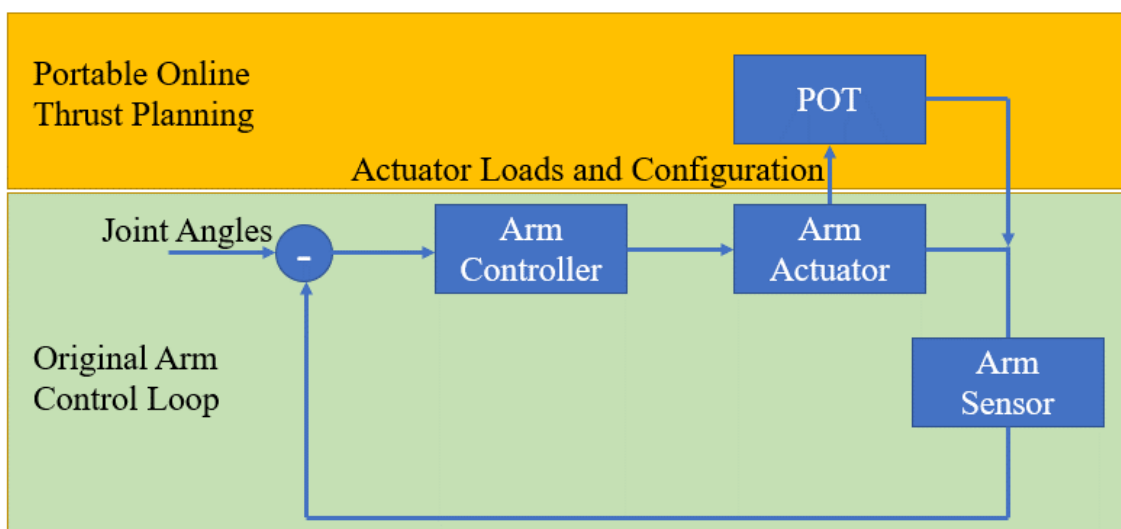 Portable Online
Thrust Planning
POT
Actuator Loads and Configuration
Joint Angles
-
Arm
Controller
Arm
Actuator
Original Arm
Control Loop
Arm
Sensor